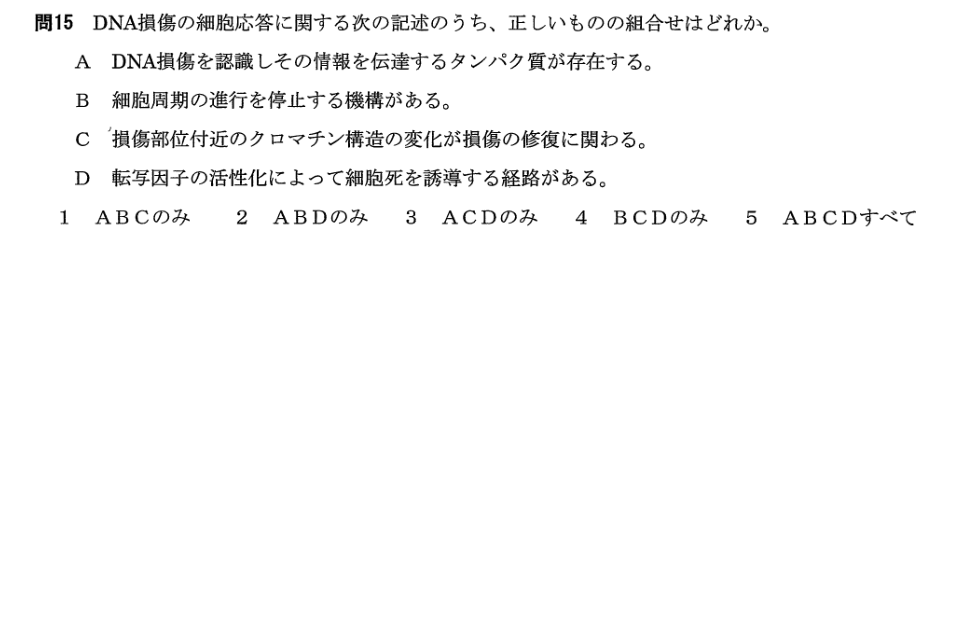 問15 DNA損傷の細胞応答に関する次の記述のうち、正しいものの組合せはどれか。
A DNA損傷を認識しその情報を伝達するタンパク質が存在する。
B 細胞周期の進行を停止する機構がある。
C 損傷部位付近のクロマチン構造の変化が損傷の修復に関わる。
D 転写因子の活性化によって細胞死を誘導する経路がある。
1 ABCのみ 2 ABDのみ 3 ACDのみ 4 BCDのみ 5 ABCDすべて